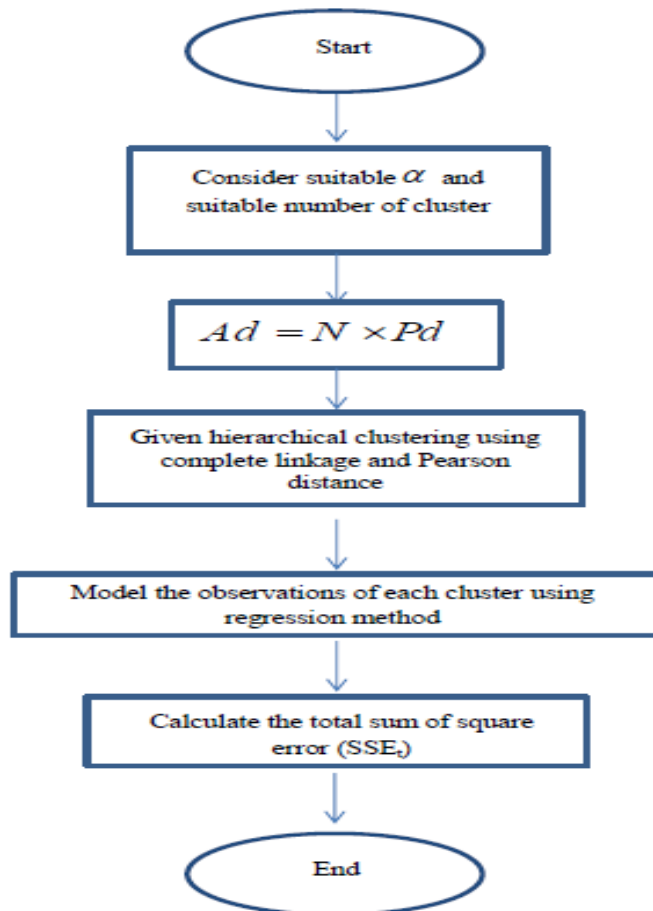 Start
Consider suitable α and
suitable number of cluster
Ad = N × Pd
Given hierarchical clustering using
complete linkage and Pearson
distance
Model the observations of each cluster using
regression method
Calculate the total sum of square
error (SSEₜ)
End